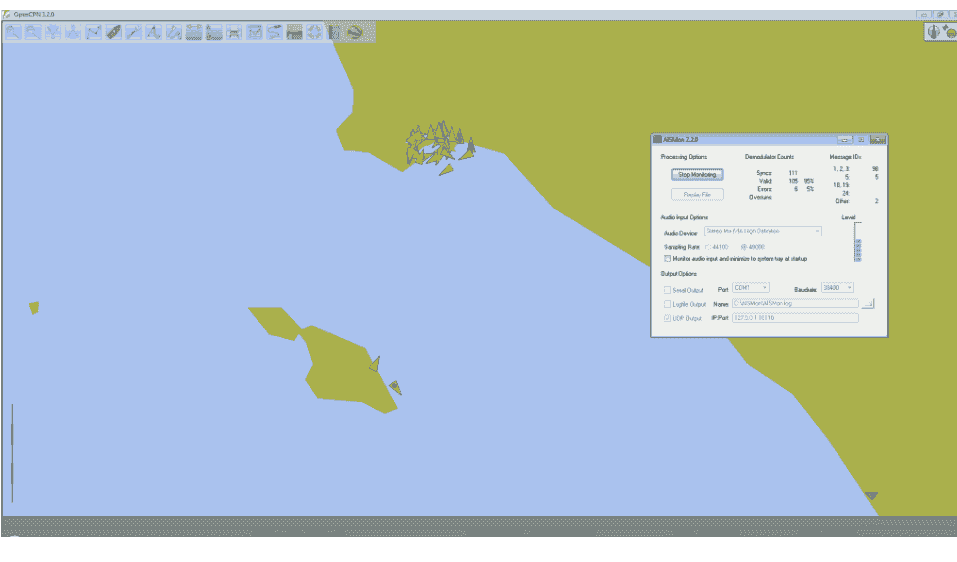 OpenCPN 3.2.0
AISMon 2.2.0
Processing Options
Demodulator Counts
Message IDs
Stop Monitoring
Syncs: 111
Valid: 105 95%
Errors: 6 5%
Overruns:
1, 2, 3: 98
5: 5
18, 19:
24:
Other: 2
Replay File
Audio Input Options
Level
Audio Device:
Sampling Rate: 44100 @ 48000
Monitor audio input and minimize to system tray at startup
Output Options
Serial Output Port: COM1 Baudrate: 38400
Logfile Output Name:
UDP Output IP:Port: